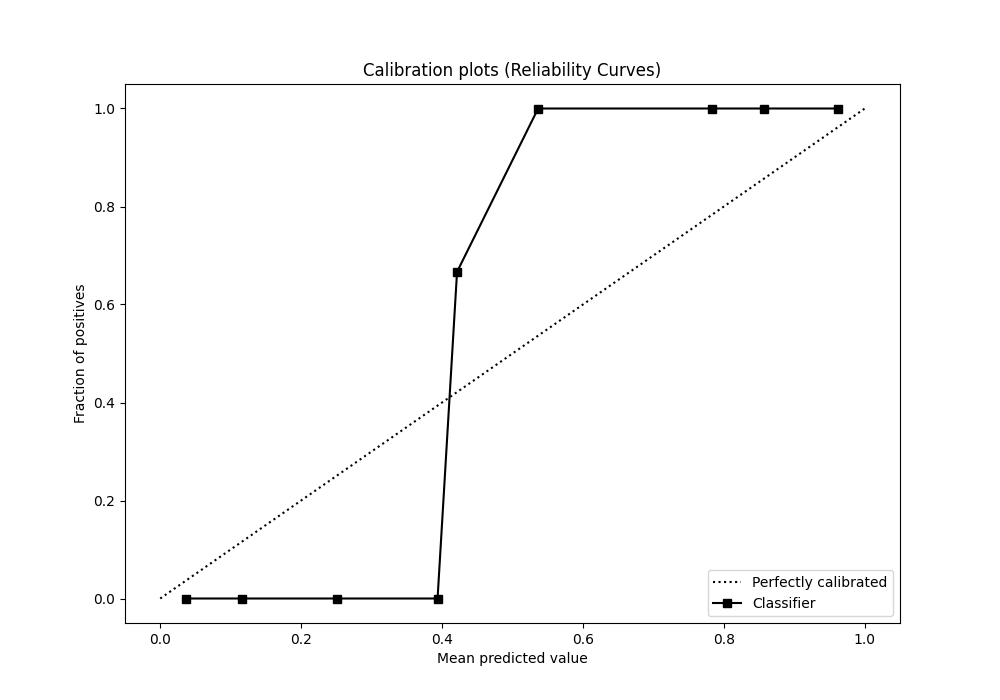 Calibration plots (Reliability Curves)
Fraction of positives
1.0
0.8
0.6
0.4
0.2
0.0
0.0 0.2 0.4 0.6 0.8 1.0
Mean predicted value
Perfectly calibrated
Classifier